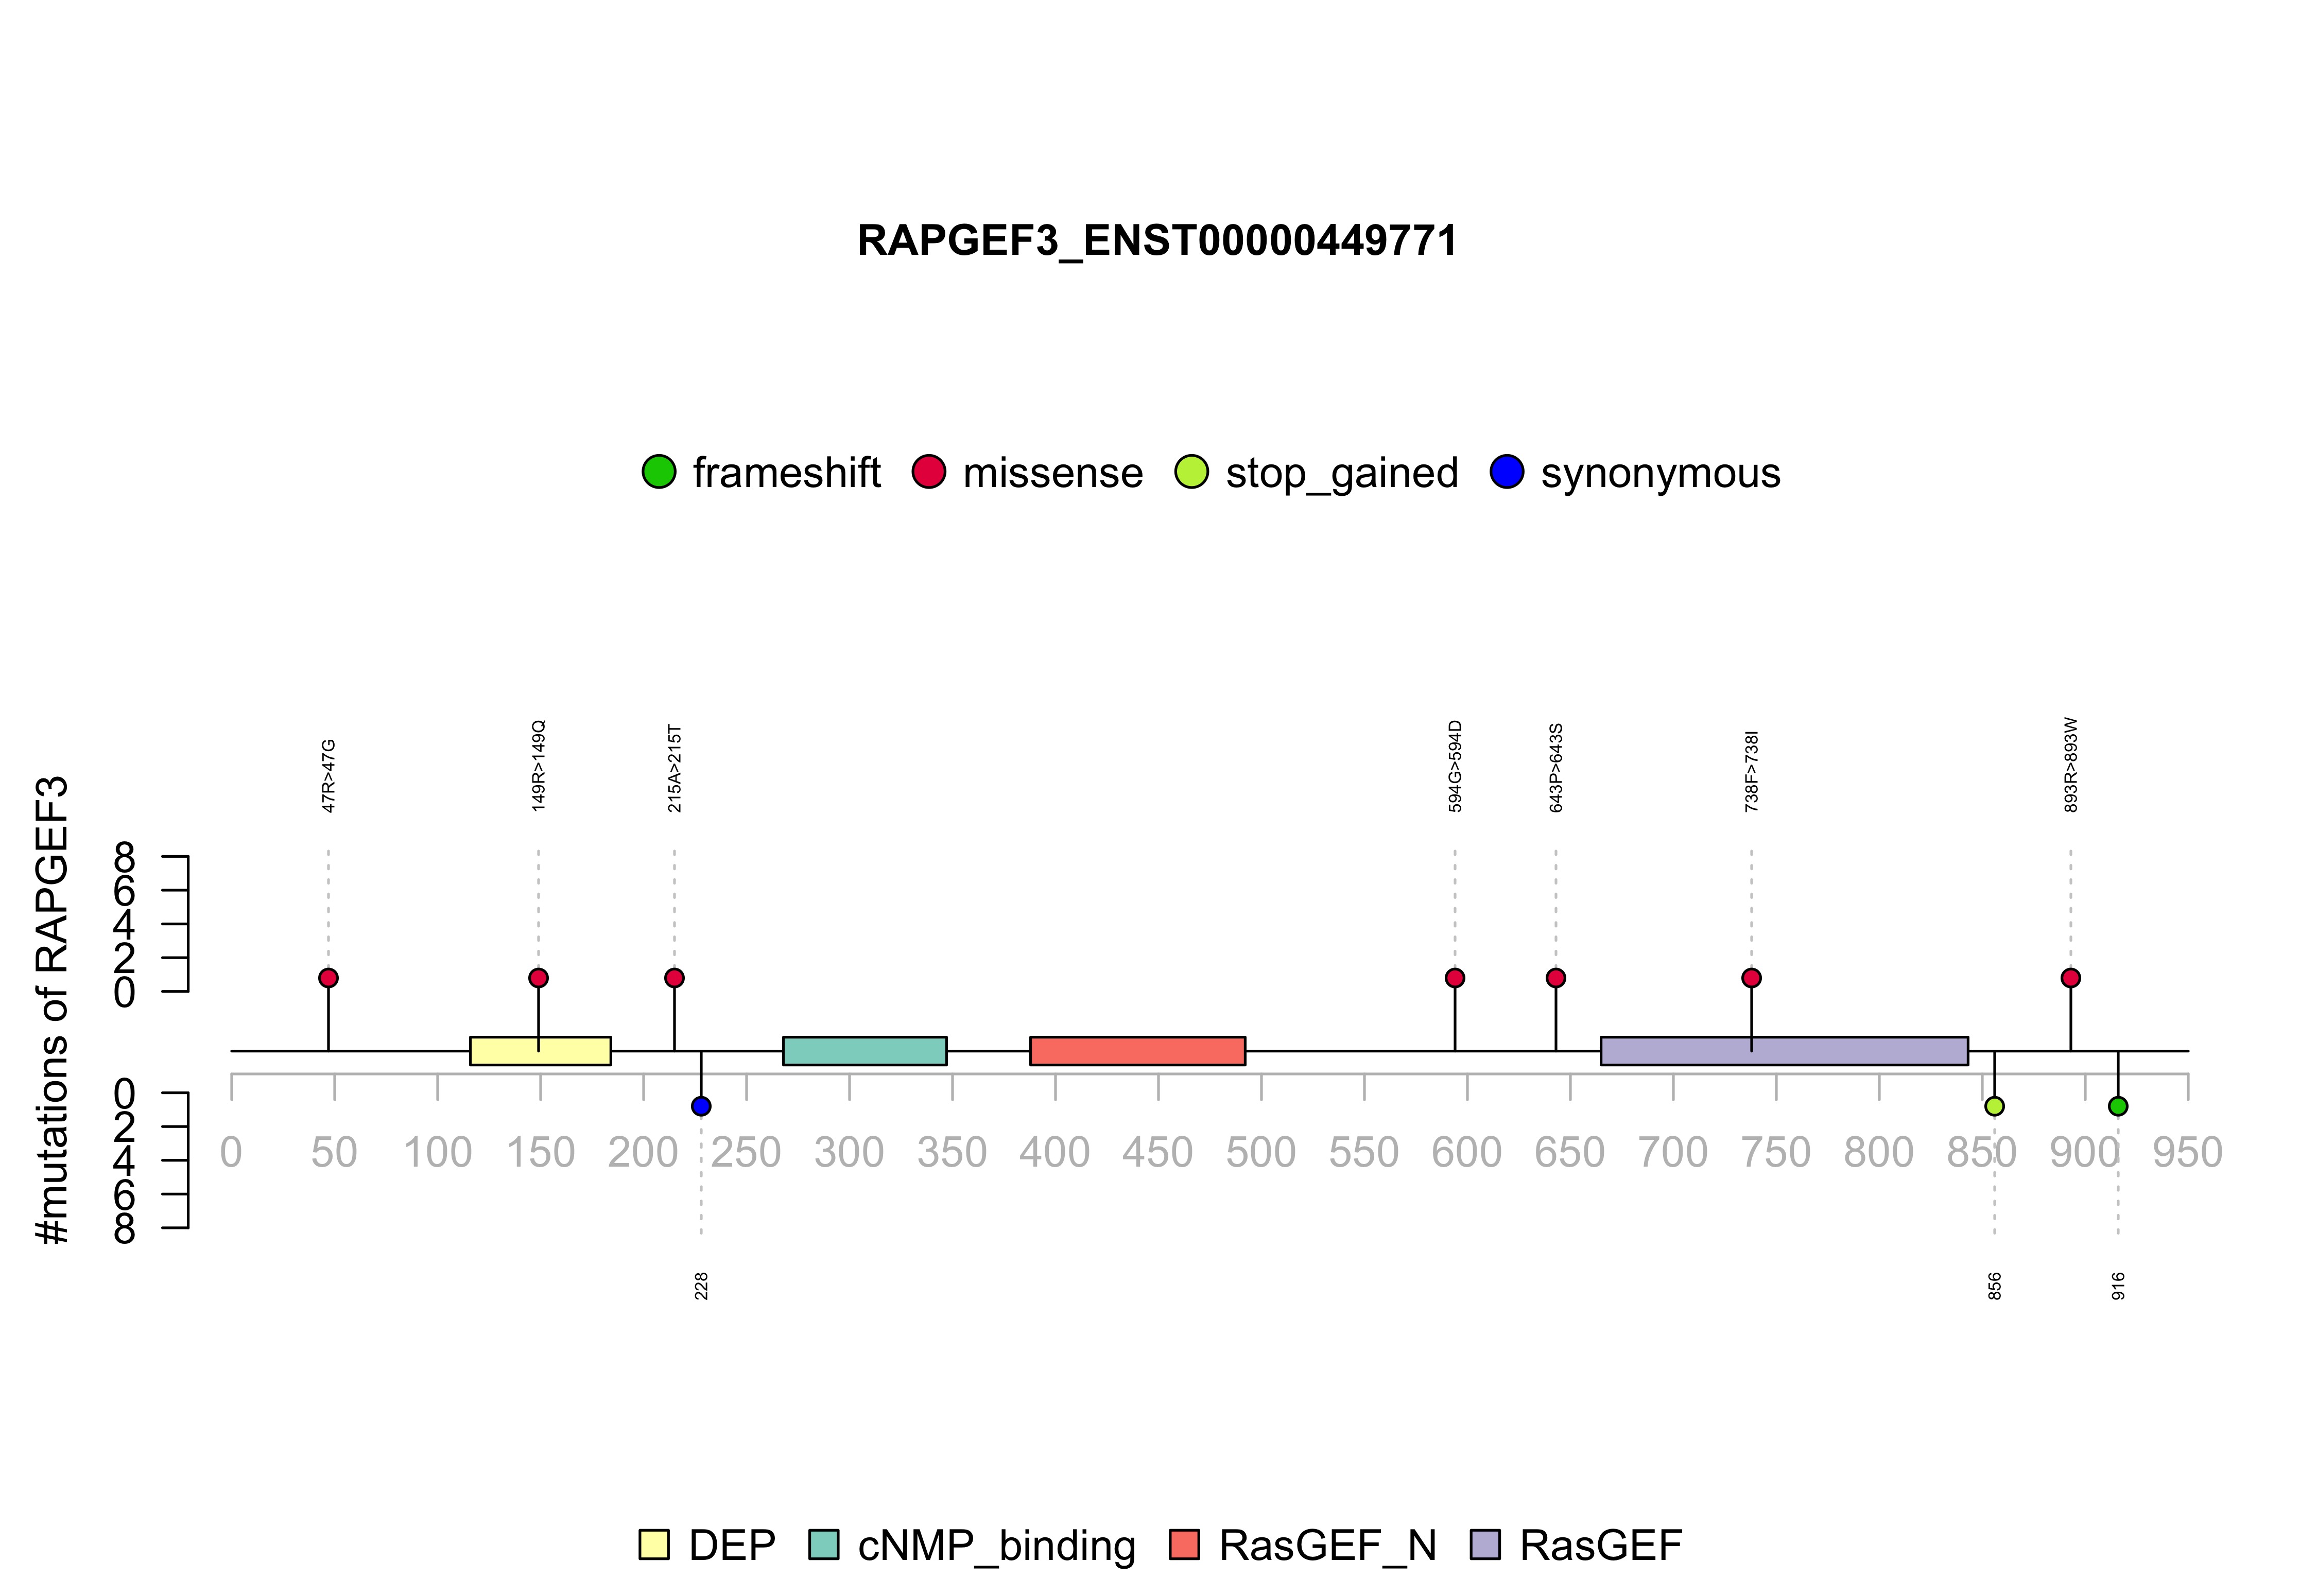 RAPGEF3_ENST00000449771
frameshift missense stop_gained synonymous
47R>47G 149R>149Q 215A>215T 594G>594D 643P>643S 738F>738I 893R>893W
#mutations of RAPGEF3
8
6
4
2
0
0
2
4
6
8
0 50 100 150 200 250 300 350 400 450 500 550 600 650 700 750 800 850 900 950
228 856 916
DEP cNMP_binding RasGEF_N RasGEF